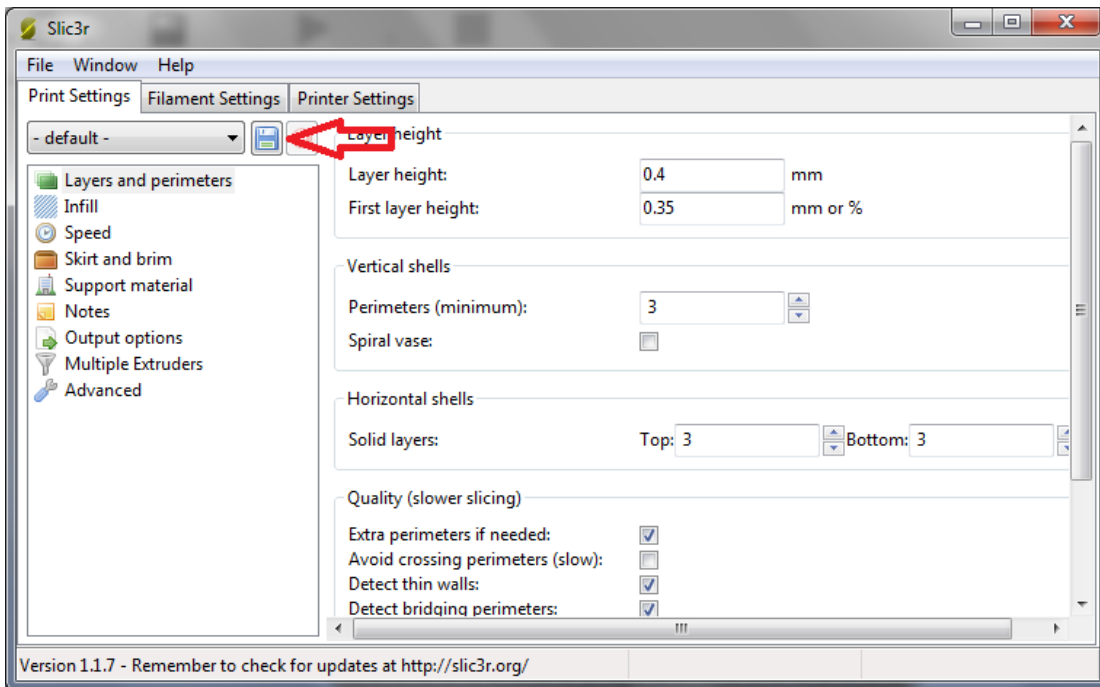 Slic3r
File Window Help
Print Settings Filament Settings Printer Settings
- default -
Layers and perimeters
Infill
Speed
Skirt and brim
Support material
Notes
Output options
Multiple Extruders
Advanced
Layer height
Layer height: 0.4 mm
First layer height: 0.35 mm or %
Vertical shells
Perimeters (minimum): 3
Spiral vase:
Horizontal shells
Solid layers: Top: 3 Bottom: 3
Quality (slower slicing)
Extra perimeters if needed:
Avoid crossing perimeters (slow):
Detect thin walls:
Detect bridging perimeters:
Version 1.1.7 - Remember to check for updates at http://slic3r.org/